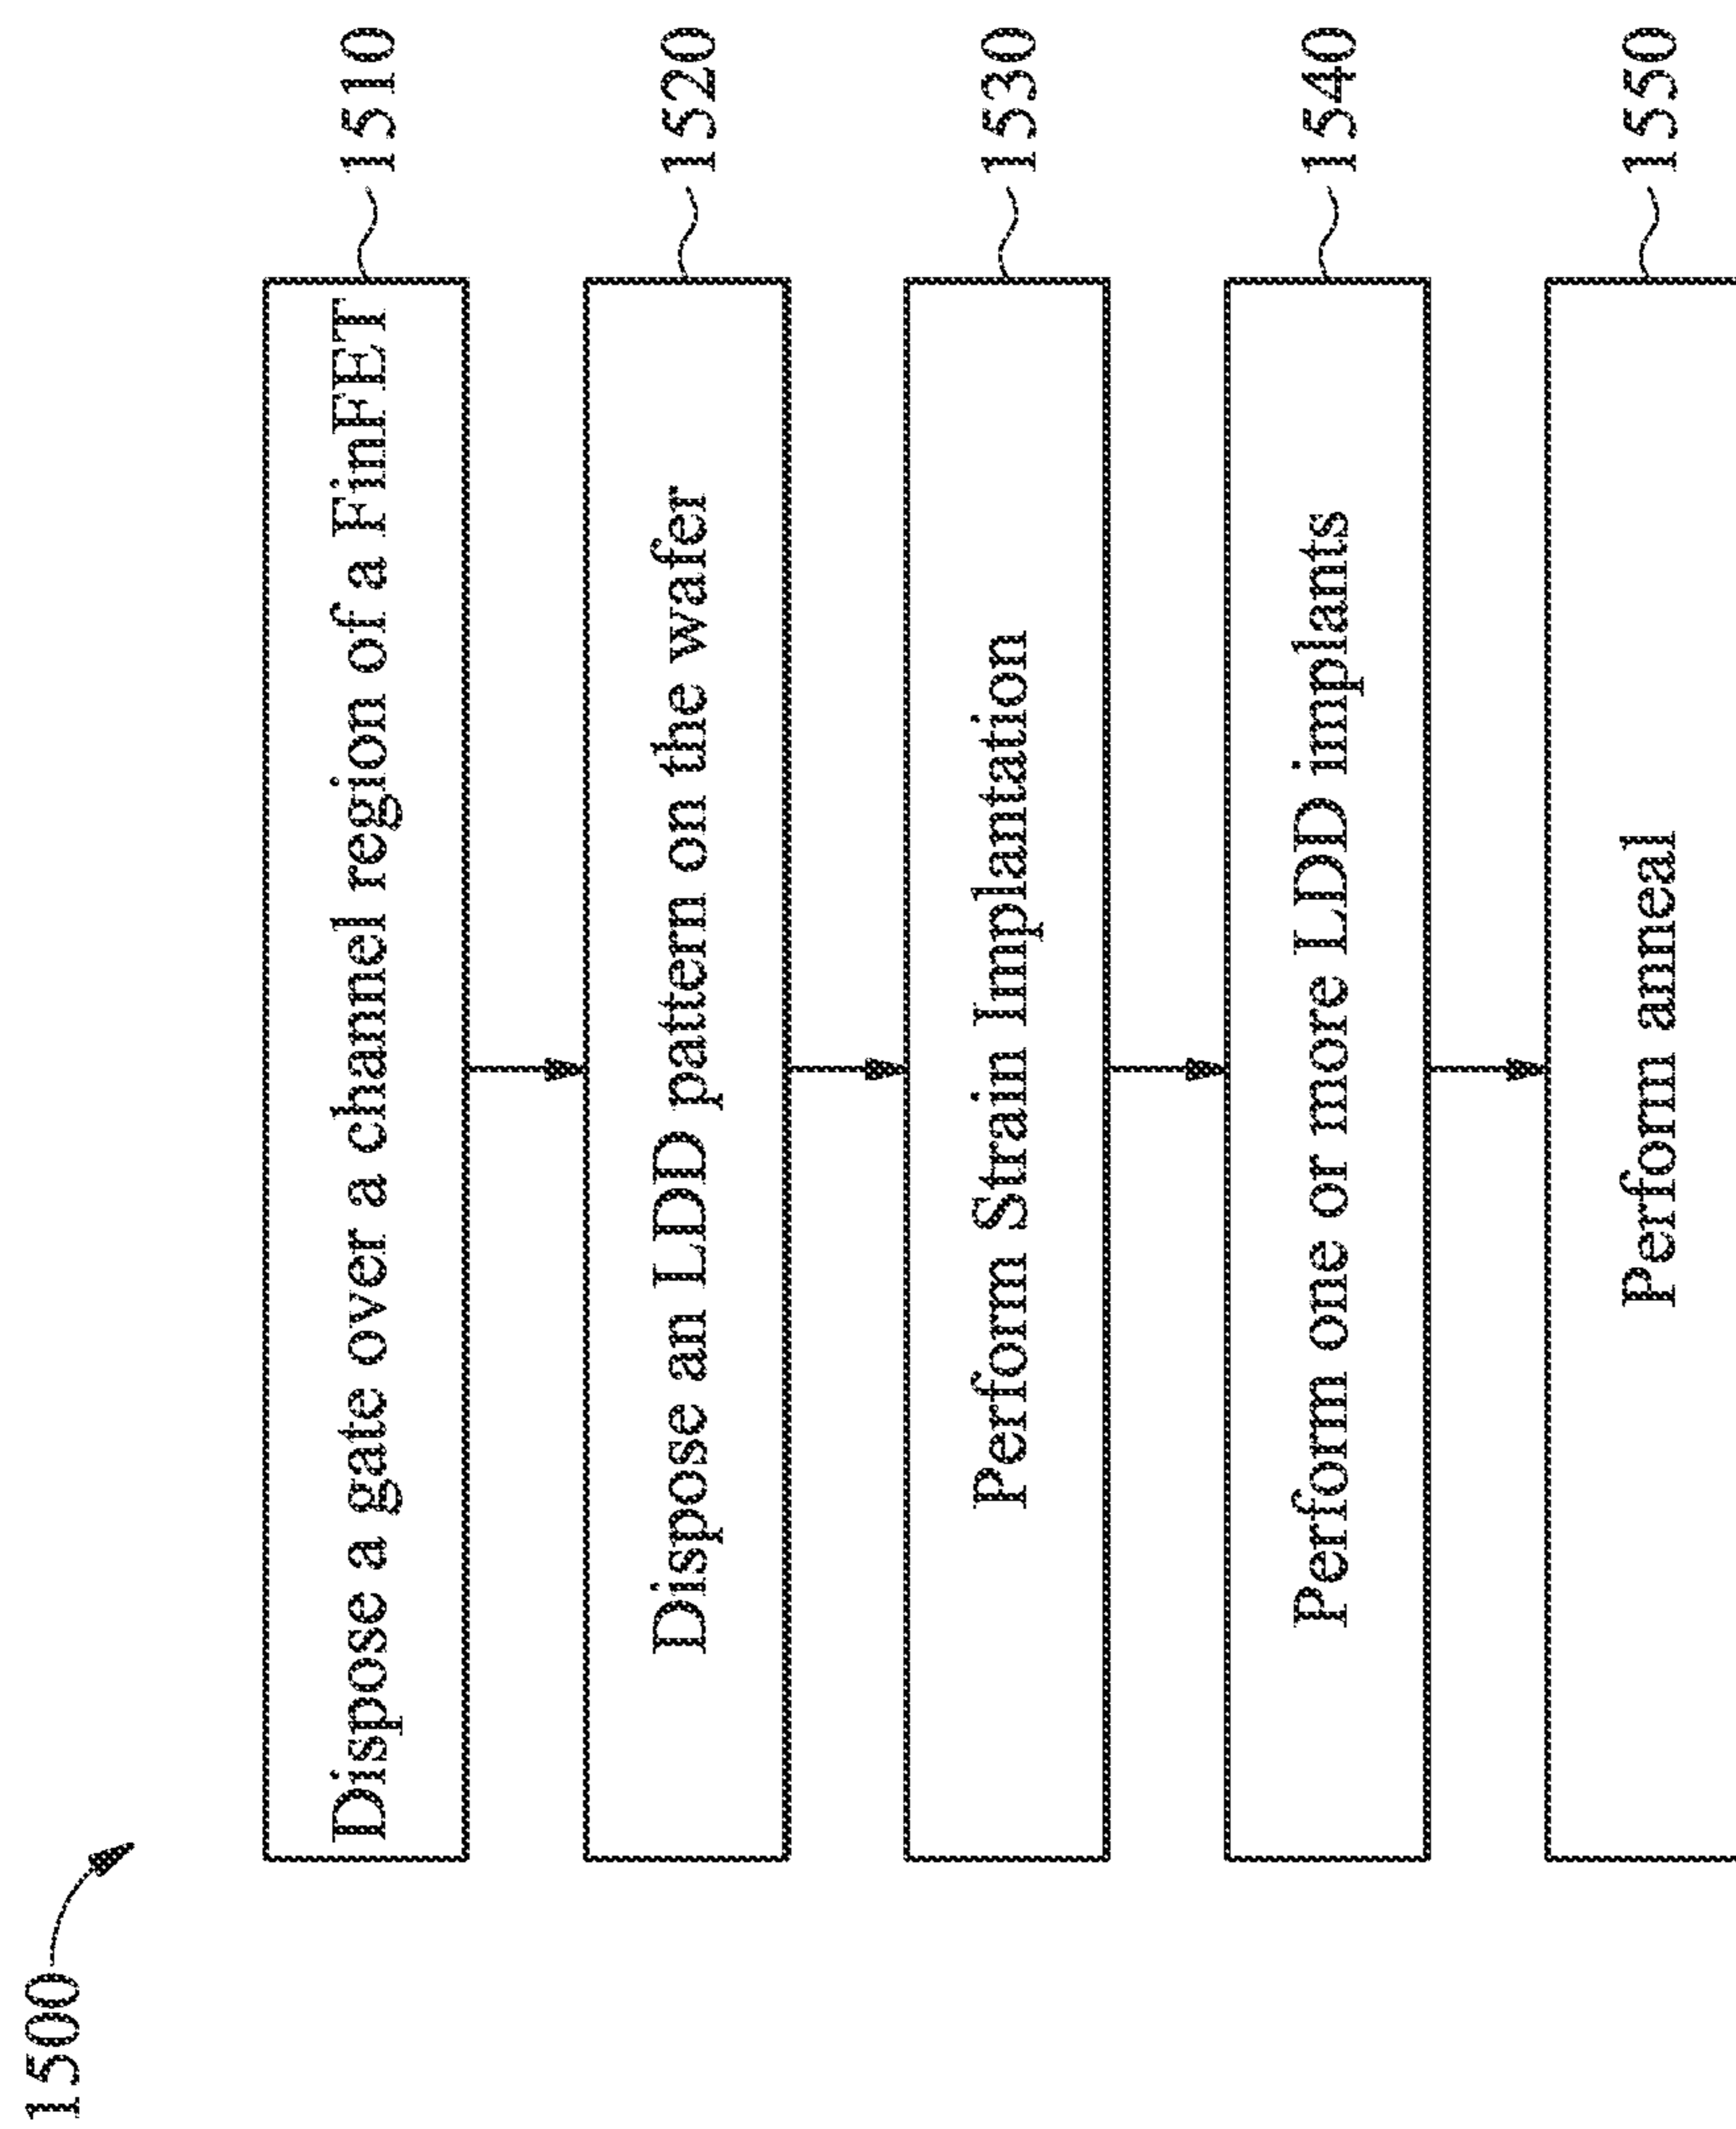 1500
Dispose a gate over a channel region of a FinFET
1510
Dispose an LDD pattern on the wafer
1520
Perform Strain Implantation
1530
Perform one or more LDD implants
1540
Perform anneal
1550